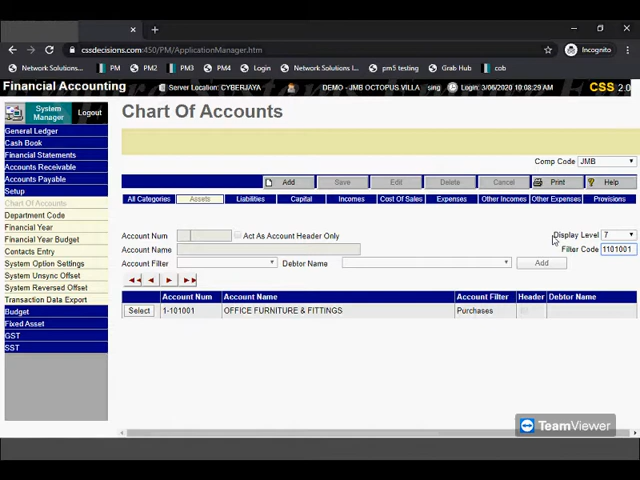 cssdecisions.com:450/PM/ApplicationManager.htm
Incognito
Network Solutions I...
PM
PM2
PM3
PM4
Login
Network Solutions I...
pm5 testing
Grab Hub
cob
Financial Accounting
Server Location: CYBERJAYA
DEMO - JMB OCTOPUS VILLA
sing
Login: 3/06/2020 10:08:29 AM
CSS 2.0
System Manager
Logout
Chart Of Accounts
General Ledger
Cash Book
Financial Statements
Accounts Receivable
Accounts Payable
Setup
Chart Of Accounts
Department Code
Financial Year
Financial Year Budget
Contacts Entry
System Option Settings
System Unsync Offset
System Reversed Offset
Transaction Data Export
Budget
Fixed Asset
GST
SST
Comp Code JMB
Add
Save
Edit
Delete
Cancel
Print
Help
All Categories
Assets
Liabilities
Capital
Incomes
Cost Of Sales
Expenses
Other Incomes
Other Expenses
Provisions
Account Num
Act As Account Header Only
Display Level 7
Account Name
Filter Code 1101001
Account Filter
Debtor Name
Add
Account Num Account Name Account Filter Header Debtor Name
Select 1-101001 OFFICE FURNITURE & FITTINGS Purchases
TeamViewer